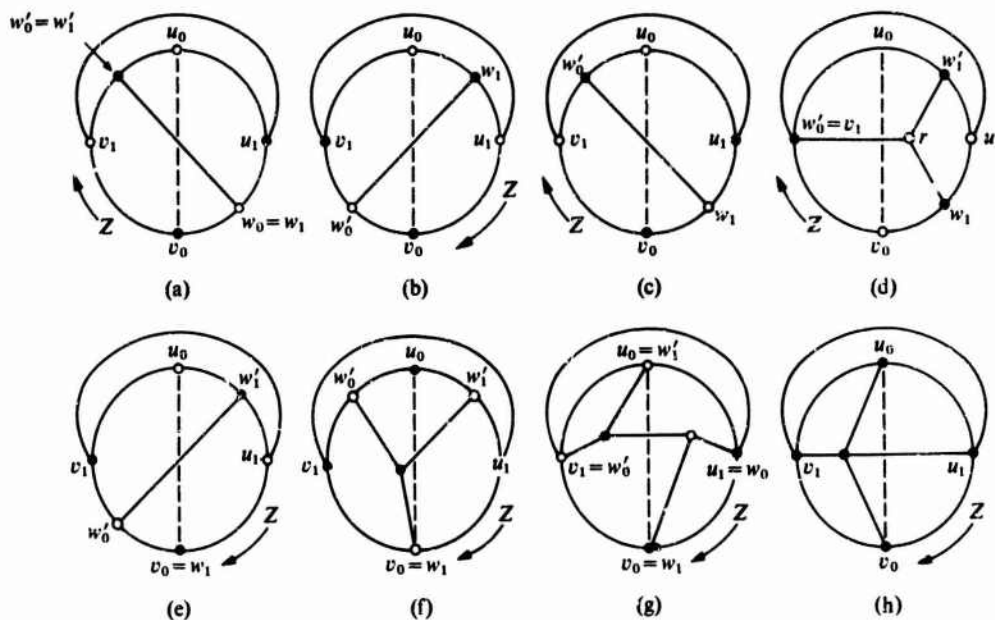 w′₀ = w′₁
u₀
v₁
u₁
Z
w₀ = w₁
v₀
(a)
u₀
w₁
v₁
u₁
Z
w′₀
v₀
(b)
u₀
w′₀
v₁
u₁
Z
w₁
v₀
(c)
u₀
w′₁
w′₀ = v₁
r
u
Z
w₁
v₀
(d)
u₀
w′₁
v₁
u₁
w′₀
Z
v₀ = w₁
(e)
u₀
w′₀
w′₁
v₁
u₁
Z
v₀ = w₁
(f)
u₀ = w′₁
v₁ = w′₀
u₁ = w₀
Z
v₀ = w₁
(g)
u₀
v₁
u₁
Z
v₀
(h)